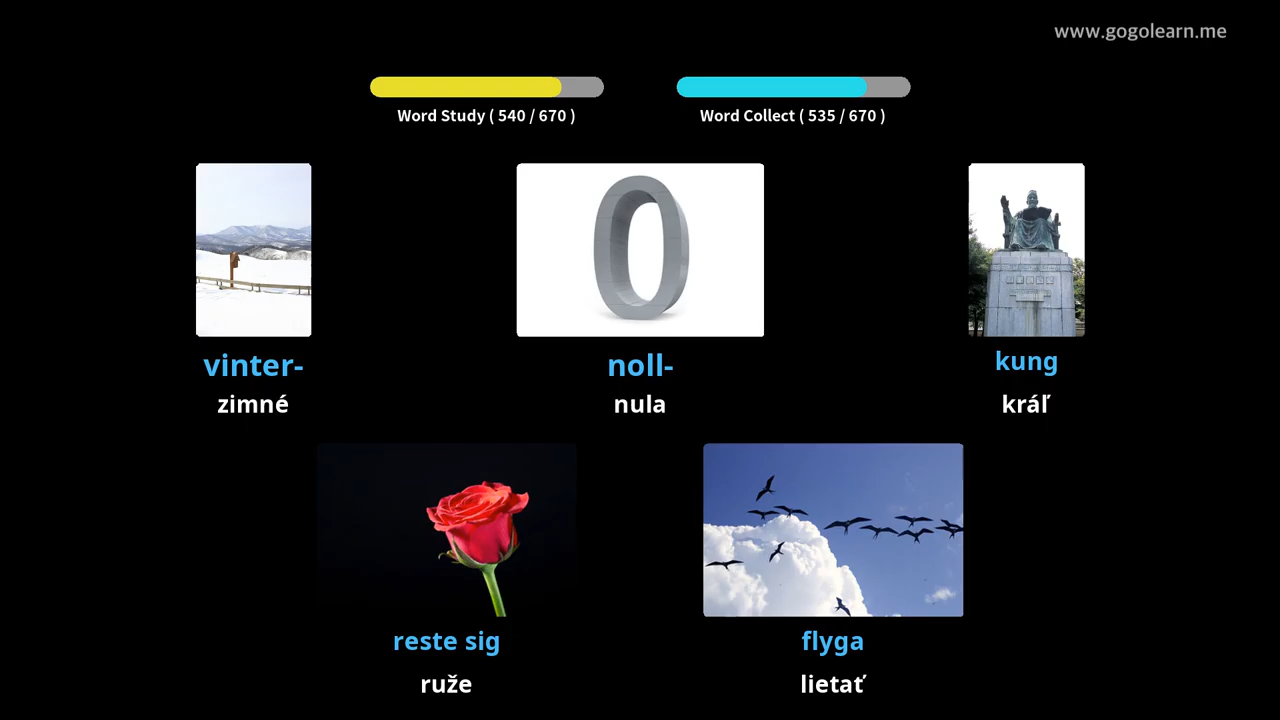 www.gogolearn.me
Word Study ( 540 / 670 )
Word Collect ( 535 / 670 )
vinter-
noll-
kung
zimné
nula
kráľ
reste sig
flyga
ruže
lietať